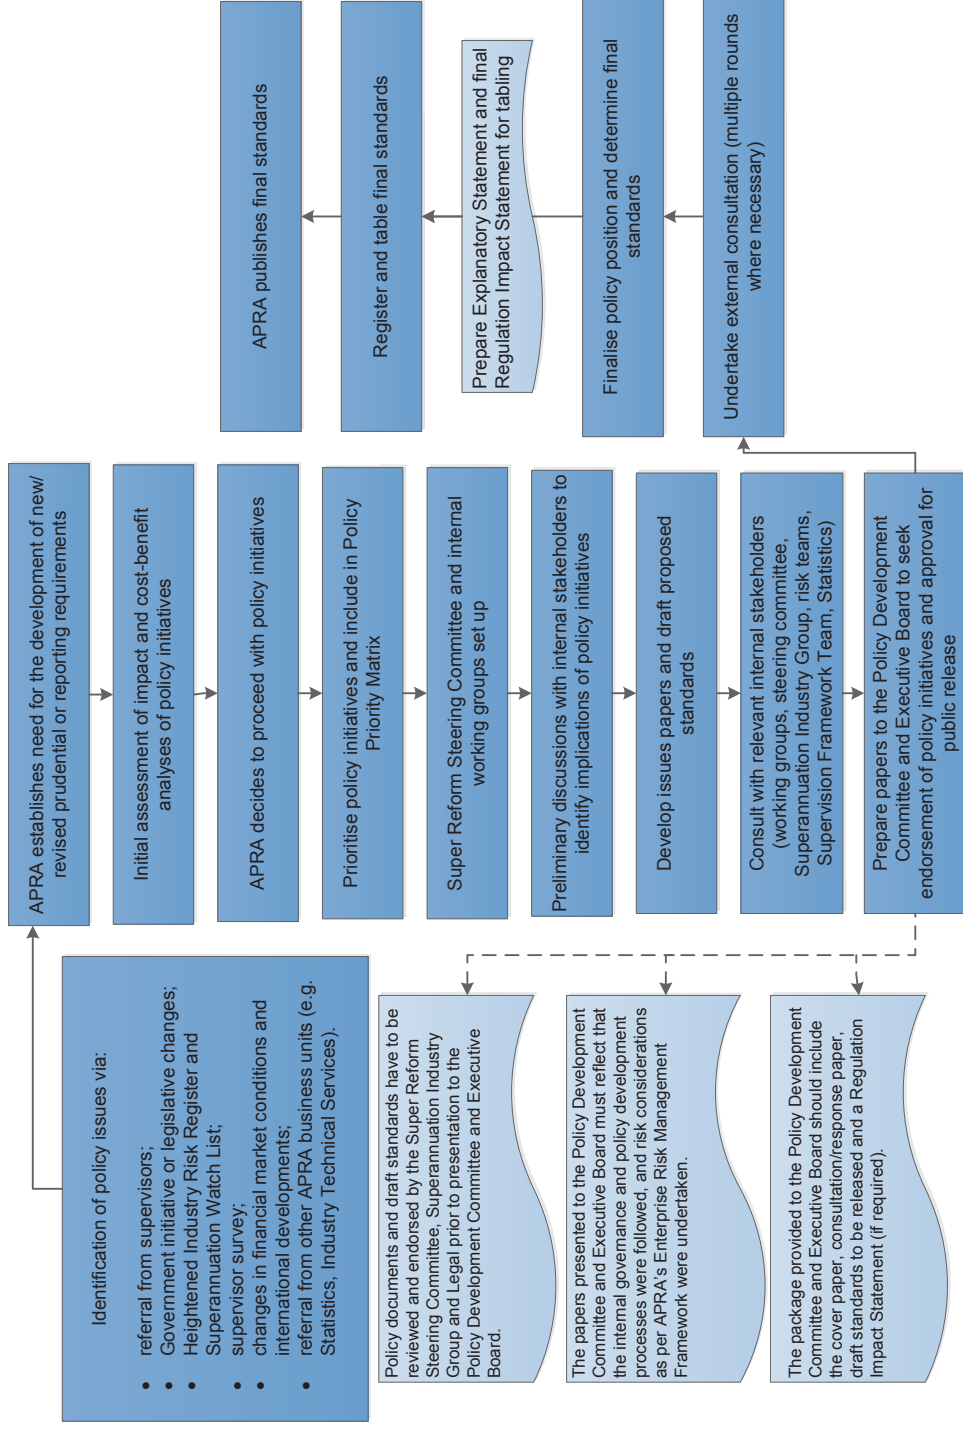 Identification of policy issues via:
• referral from supervisors;
• Government initiative or legislative changes;
• Heightened Industry Risk Register and
Superannuation Watch List;
• supervisor survey;
• changes in financial market conditions and
international developments;
• referral from other APRA business units (e.g.
Statistics, Industry Technical Services).
APRA establishes need for the development of new/
revised prudential or reporting requirements
Initial assessment of impact and cost-benefit
analyses of policy initiatives
APRA decides to proceed with policy initiatives
Prioritise policy initiatives and include in Policy
Priority Matrix
Super Reform Steering Committee and internal
working groups set up
Preliminary discussions with internal stakeholders to
identify implications of policy initiatives
Develop issues papers and draft proposed
standards
Consult with relevant internal stakeholders
(working groups, steering committee,
Superannuation Industry Group, risk teams,
Supervision Framework Team, Statistics)
Prepare papers to the Policy Development
Committee and Executive Board to seek
endorsement of policy initiatives and approval for
public release
Policy documents and draft standards have to be
reviewed and endorsed by the Super Reform
Steering Committee, Superannuation Industry
Group and Legal prior to presentation to the
Policy Development Committee and Executive
Board.
The papers presented to the Policy Development
Committee and Executive Board must reflect that
the internal governance and policy development
processes were followed, and risk considerations
as per APRA's Enterprise Risk Management
Framework were undertaken.
The package provided to the Policy Development
Committee and Executive Board should include
the cover paper, consultation/response paper,
draft standards to be released and a Regulation
Impact Statement (if required).
Undertake external consultation (multiple rounds
where necessary)
Finalise policy position and determine final
standards
Prepare Explanatory Statement and final
Regulation Impact Statement for tabling
Register and table final standards
APRA publishes final standards